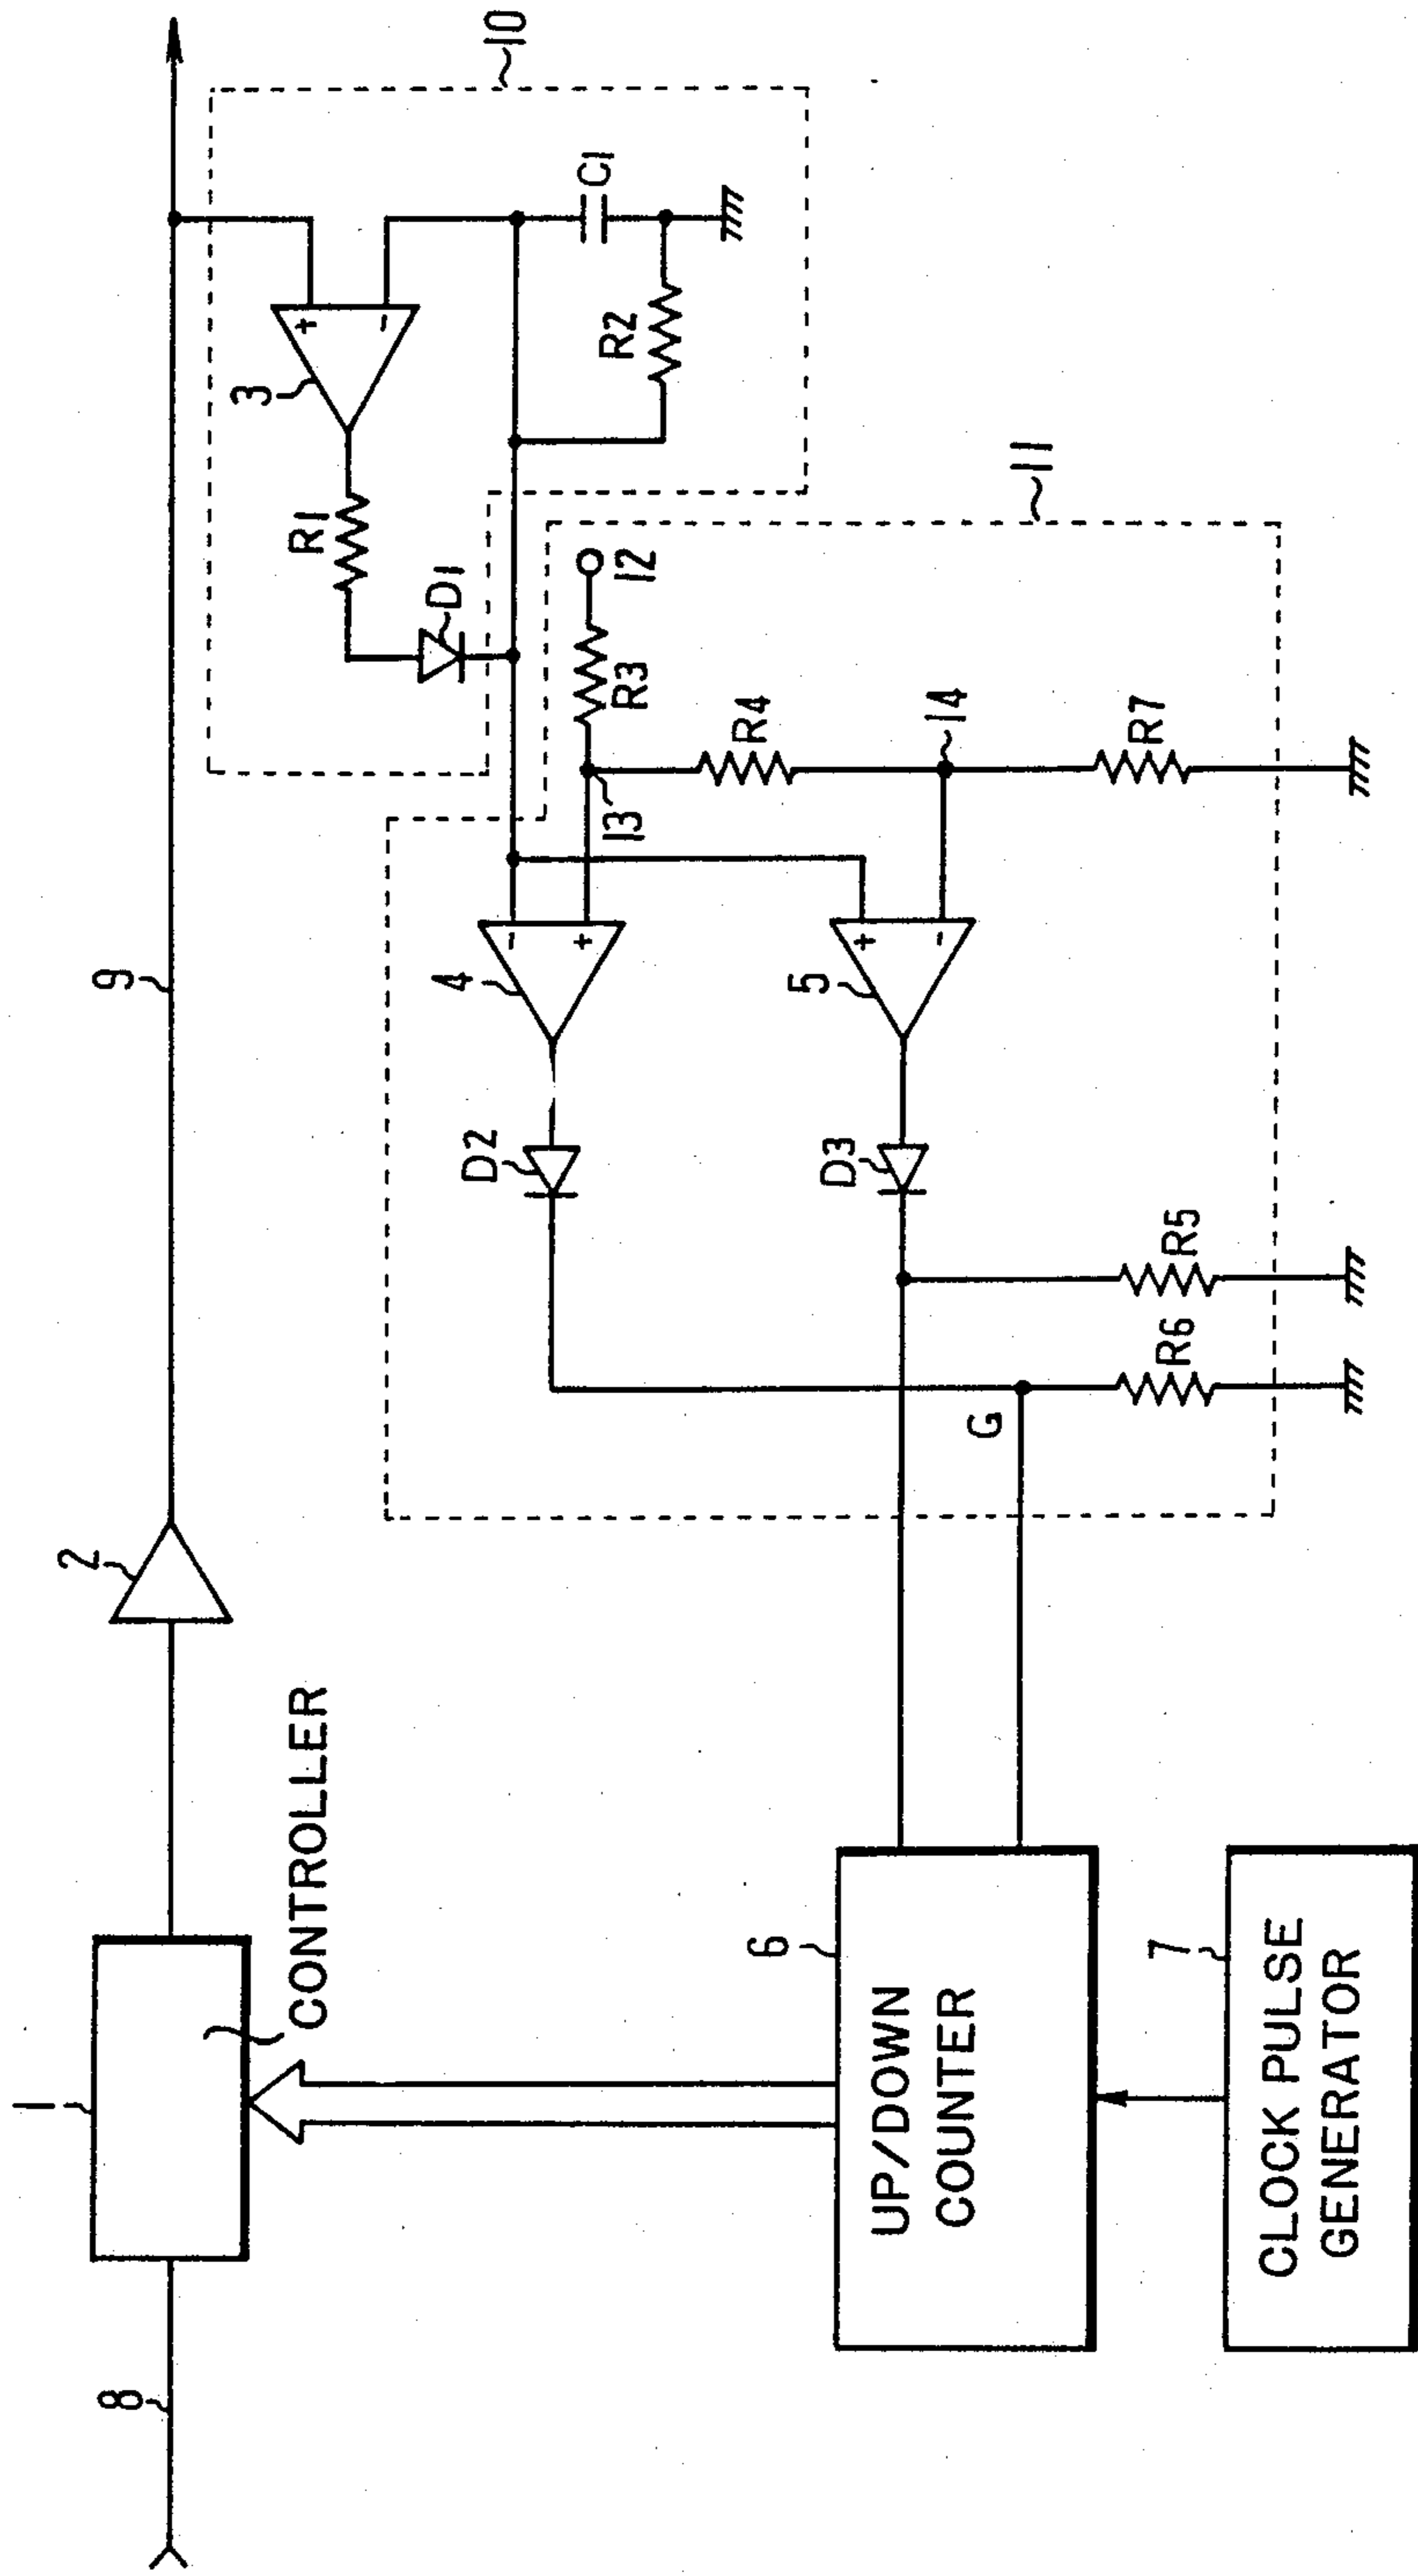 8
1
CONTROLLER
2
9
10
3
+
-
R1
D1
R2
C1
11
12
R3
13
R4
14
R7
4
-
+
5
+
-
D2
D3
R5
R6
G
6
UP/DOWN
COUNTER
7
CLOCK PULSE
GENERATOR